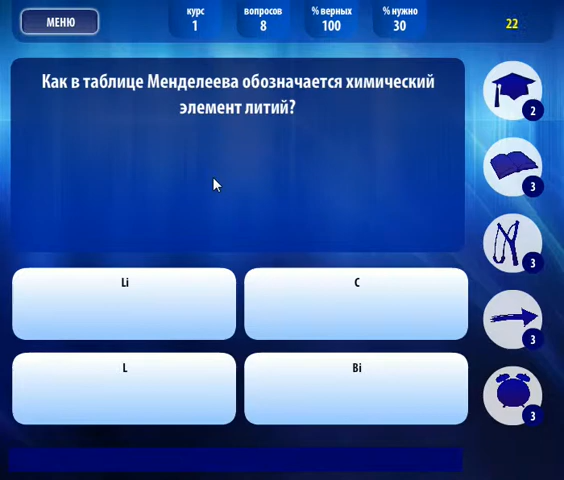 МЕНЮ
курс
1
вопросов
8
% верных
100
% нужно
30
22
Как в таблице Менделеева обозначается химический
элемент литий?
2
3
3
3
3
Li
C
L
Bi